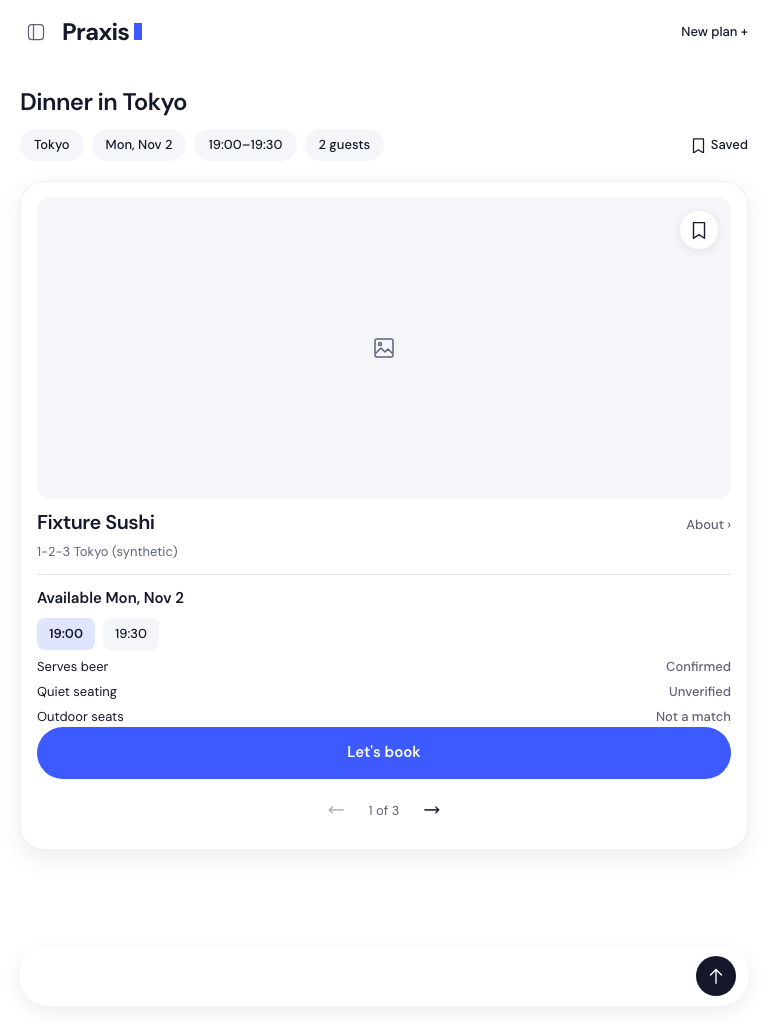 Praxis
New plan +
Dinner in Tokyo
Tokyo
Mon, Nov 2
19:00–19:30
2 guests
Saved
Fixture Sushi
About ›
1-2-3 Tokyo (synthetic)
Available Mon, Nov 2
19:00
19:30
Serves beer
Confirmed
Quiet seating
Unverified
Outdoor seats
Not a match
Let's book
← 1 of 3 →